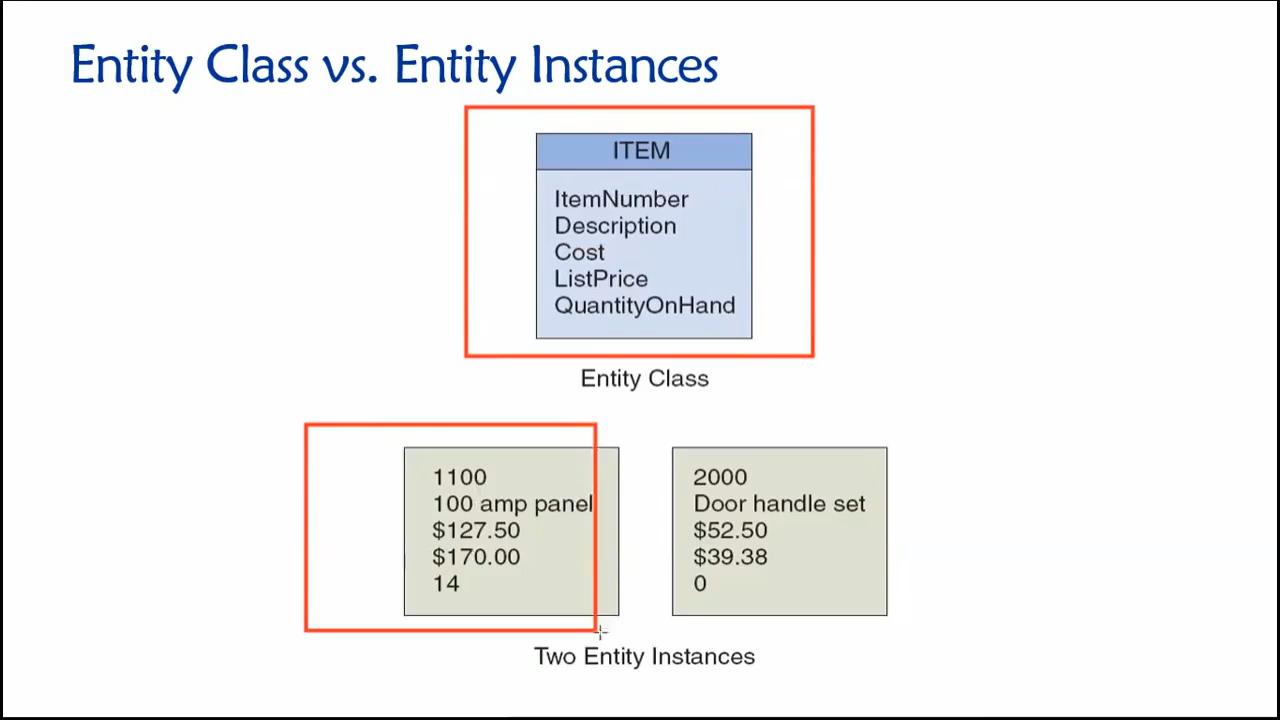 Entity Class vs. Entity Instances
ITEM
ItemNumber
Description
Cost
ListPrice
QuantityOnHand
Entity Class
1100
100 amp panel
$127.50
$170.00
14
2000
Door handle set
$52.50
$39.38
0
Two Entity Instances